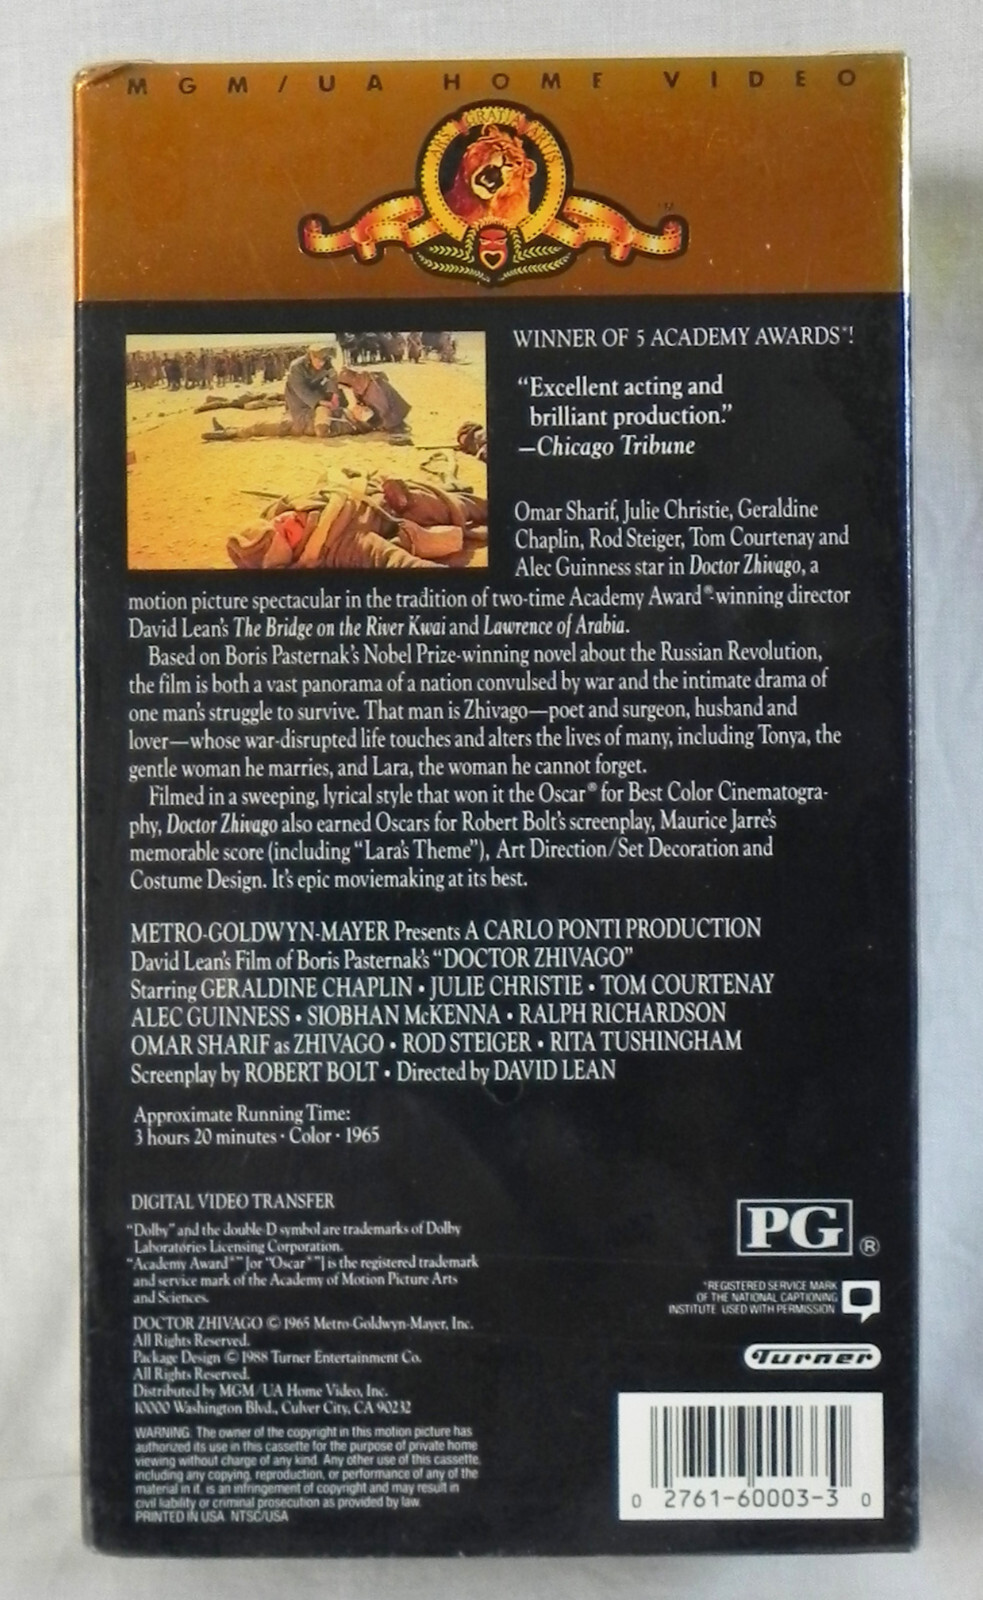 MGM/UA HOME VIDEO
ARS GRATIA ARTIS
TM
WINNER OF 5 ACADEMY AWARDS®!
“Excellent acting and
brilliant production.”
—Chicago Tribune
Omar Sharif, Julie Christie, Geraldine
Chaplin, Rod Steiger, Tom Courtenay and
Alec Guinness star in Doctor Zhivago, a
motion picture spectacular in the tradition of two-time Academy Award®-winning director
David Lean's The Bridge on the River Kwai and Lawrence of Arabia.
Based on Boris Pasternak's Nobel Prize-winning novel about the Russian Revolution,
the film is both a vast panorama of a nation convulsed by war and the intimate drama of
one man's struggle to survive. That man is Zhivago—poet and surgeon, husband and
lover—whose war-disrupted life touches and alters the lives of many, including Tonya, the
gentle woman he marries, and Lara, the woman he cannot forget.
Filmed in a sweeping, lyrical style that won it the Oscar® for Best Color Cinematogra-
phy, Doctor Zhivago also earned Oscars for Robert Bolt's screenplay, Maurice Jarre's
memorable score (including “Lara's Theme”), Art Direction/Set Decoration and
Costume Design. It's epic moviemaking at its best.
METRO-GOLDWYN-MAYER Presents A CARLO PONTI PRODUCTION
David Lean's Film of Boris Pasternak's “DOCTOR ZHIVAGO”
Starring GERALDINE CHAPLIN • JULIE CHRISTIE • TOM COURTENAY
ALEC GUINNESS • SIOBHAN McKENNA • RALPH RICHARDSON
OMAR SHARIF as ZHIVAGO • ROD STEIGER • RITA TUSHINGHAM
Screenplay by ROBERT BOLT • Directed by DAVID LEAN
Approximate Running Time:
3 hours 20 minutes • Color • 1965
DIGITAL VIDEO TRANSFER
“Dolby” and the double-D symbol are trademarks of Dolby
Laboratories Licensing Corporation.
“Academy Award®” [or “Oscar®”] is the registered trademark
and service mark of the Academy of Motion Picture Arts
and Sciences.
DOCTOR ZHIVAGO © 1965 Metro-Goldwyn-Mayer, Inc.
All Rights Reserved.
Package Design © 1988 Turner Entertainment Co.
All Rights Reserved.
Distributed by MGM/UA Home Video, Inc.
10000 Washington Blvd., Culver City, CA 90232
WARNING: The owner of the copyright in this motion picture has
authorized its use in this cassette for the purpose of private home
viewing without charge of any kind. Any other use of this cassette,
including any copying, reproduction, or performance of any of the
material in it, is an infringement of copyright and may result in
civil liability or criminal prosecution as provided by law.
PRINTED IN USA NTSC/USA
PG ®
*REGISTERED SERVICE MARK
OF THE NATIONAL CAPTIONING
INSTITUTE. USED WITH PERMISSION
Turner
0 2761-60003-3 0